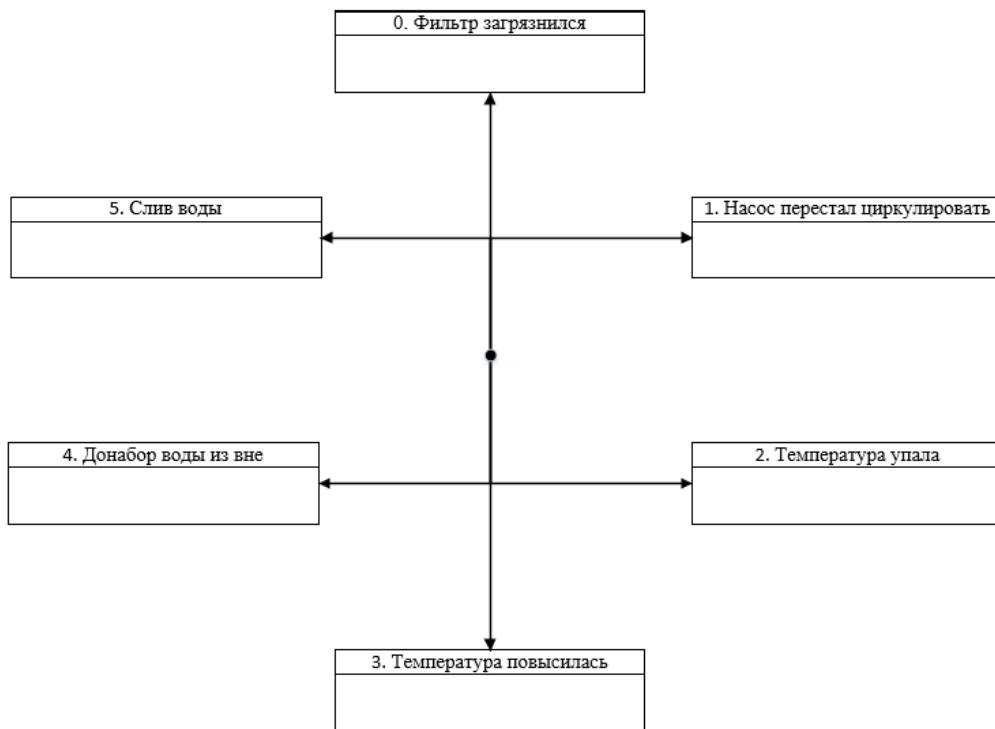 0. Фильтр загрязнился
5. Слив воды
1. Насос перестал циркулировать
4. Донабор воды из вне
2. Температура упала
3. Температура повысилась